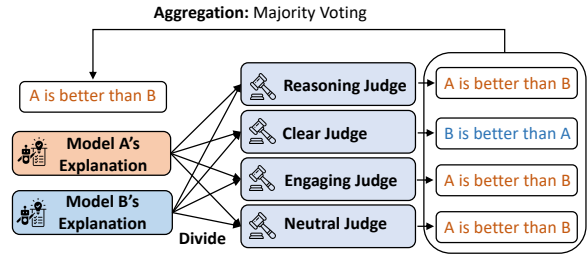 Aggregation: Majority Voting
A is better than B
Model A's
Explanation
Model B's
Explanation
Divide
Reasoning Judge
Clear Judge
Engaging Judge
Neutral Judge
A is better than B
B is better than A
A is better than B
A is better than B